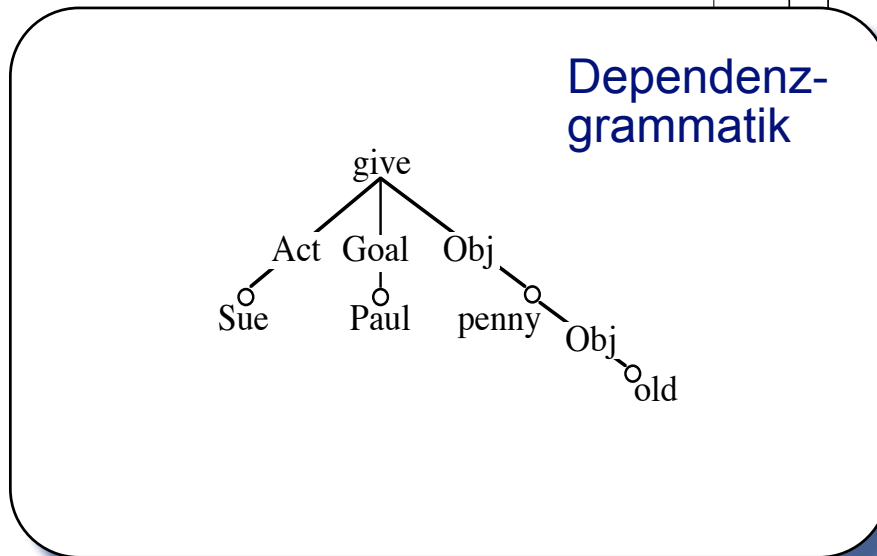 Dependenz-
grammatik
give
Act Goal Obj
Sue Paul penny
Obj
old